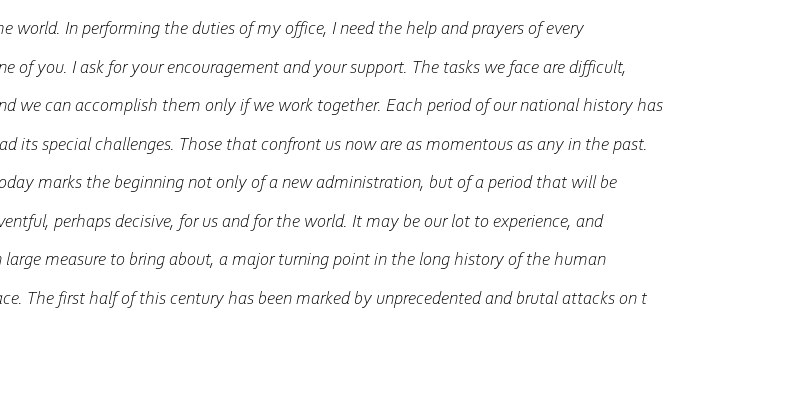 he world. In performing the duties of my office, I need the help and prayers of every
ne of you. I ask for your encouragement and your support. The tasks we face are difficult,
nd we can accomplish them only if we work together. Each period of our national history has
ad its special challenges. Those that confront us now are as momentous as any in the past.
oday marks the beginning not only of a new administration, but of a period that will be
ventful, perhaps decisive, for us and for the world. It may be our lot to experience, and
n large measure to bring about, a major turning point in the long history of the human
ace. The first half of this century has been marked by unprecedented and brutal attacks on t